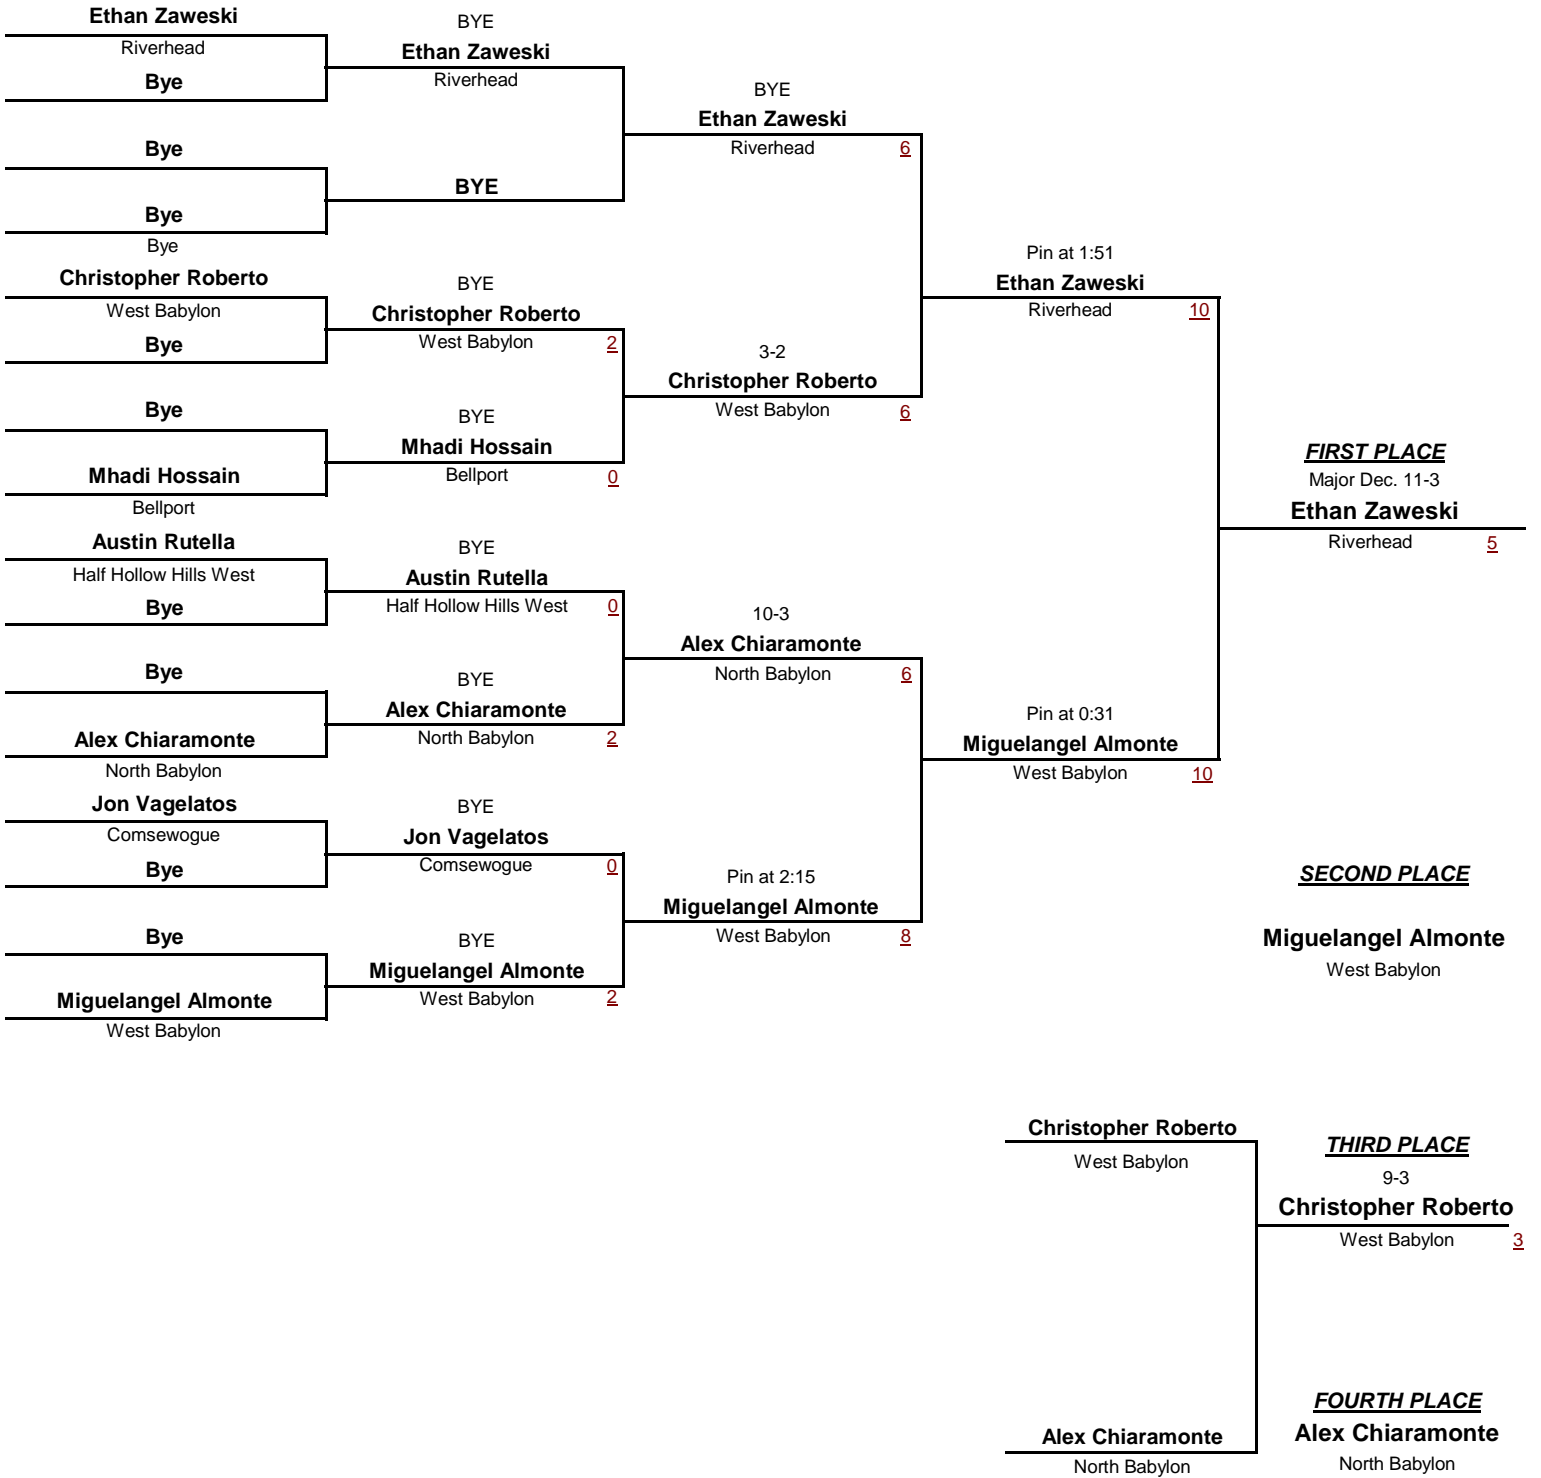 Ethan Zaweski
Riverhead
Bye
Bye
Bye
Bye
Christopher Roberto
West Babylon
Bye
Bye
Mhadi Hossain
Bellport
Austin Rutella
Half Hollow Hills West
Bye
Bye
Alex Chiaramonte
North Babylon
Jon Vagelatos
Comsewogue
Bye
Bye
Miguelangel Almonte
West Babylon
BYE
Ethan Zaweski
Riverhead
BYE
BYE
Christopher Roberto
West Babylon 2
BYE
Mhadi Hossain
Bellport 0
BYE
Austin Rutella
Half Hollow Hills West 0
BYE
Alex Chiaramonte
North Babylon 2
BYE
Jon Vagelatos
Comsewogue 0
BYE
Miguelangel Almonte
West Babylon 2
BYE
Ethan Zaweski
Riverhead 6
3-2
Christopher Roberto
West Babylon 6
10-3
Alex Chiaramonte
North Babylon 6
Pin at 2:15
Miguelangel Almonte
West Babylon 8
Pin at 1:51
Ethan Zaweski
Riverhead 10
Pin at 0:31
Miguelangel Almonte
West Babylon 10
FIRST PLACE
Major Dec. 11-3
Ethan Zaweski
Riverhead 5
SECOND PLACE
Miguelangel Almonte
West Babylon
Christopher Roberto
West Babylon
Alex Chiaramonte
North Babylon
THIRD PLACE
9-3
Christopher Roberto
West Babylon 3
FOURTH PLACE
Alex Chiaramonte
North Babylon